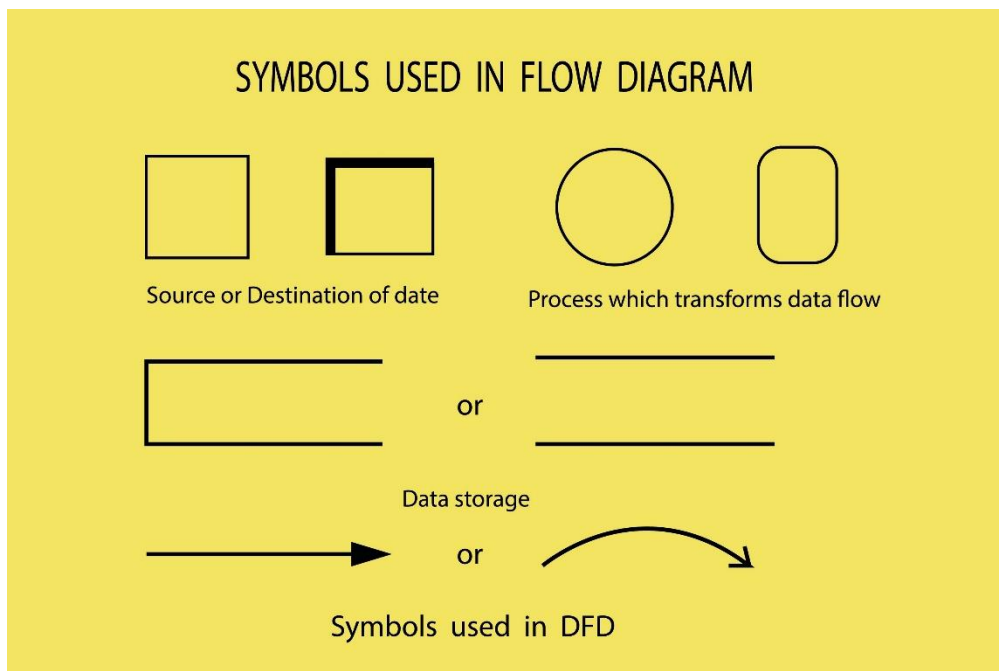 SYMBOLS USED IN FLOW DIAGRAM
Source or Destination of date
Process which transforms data flow
or
Data storage
or
Symbols used in DFD